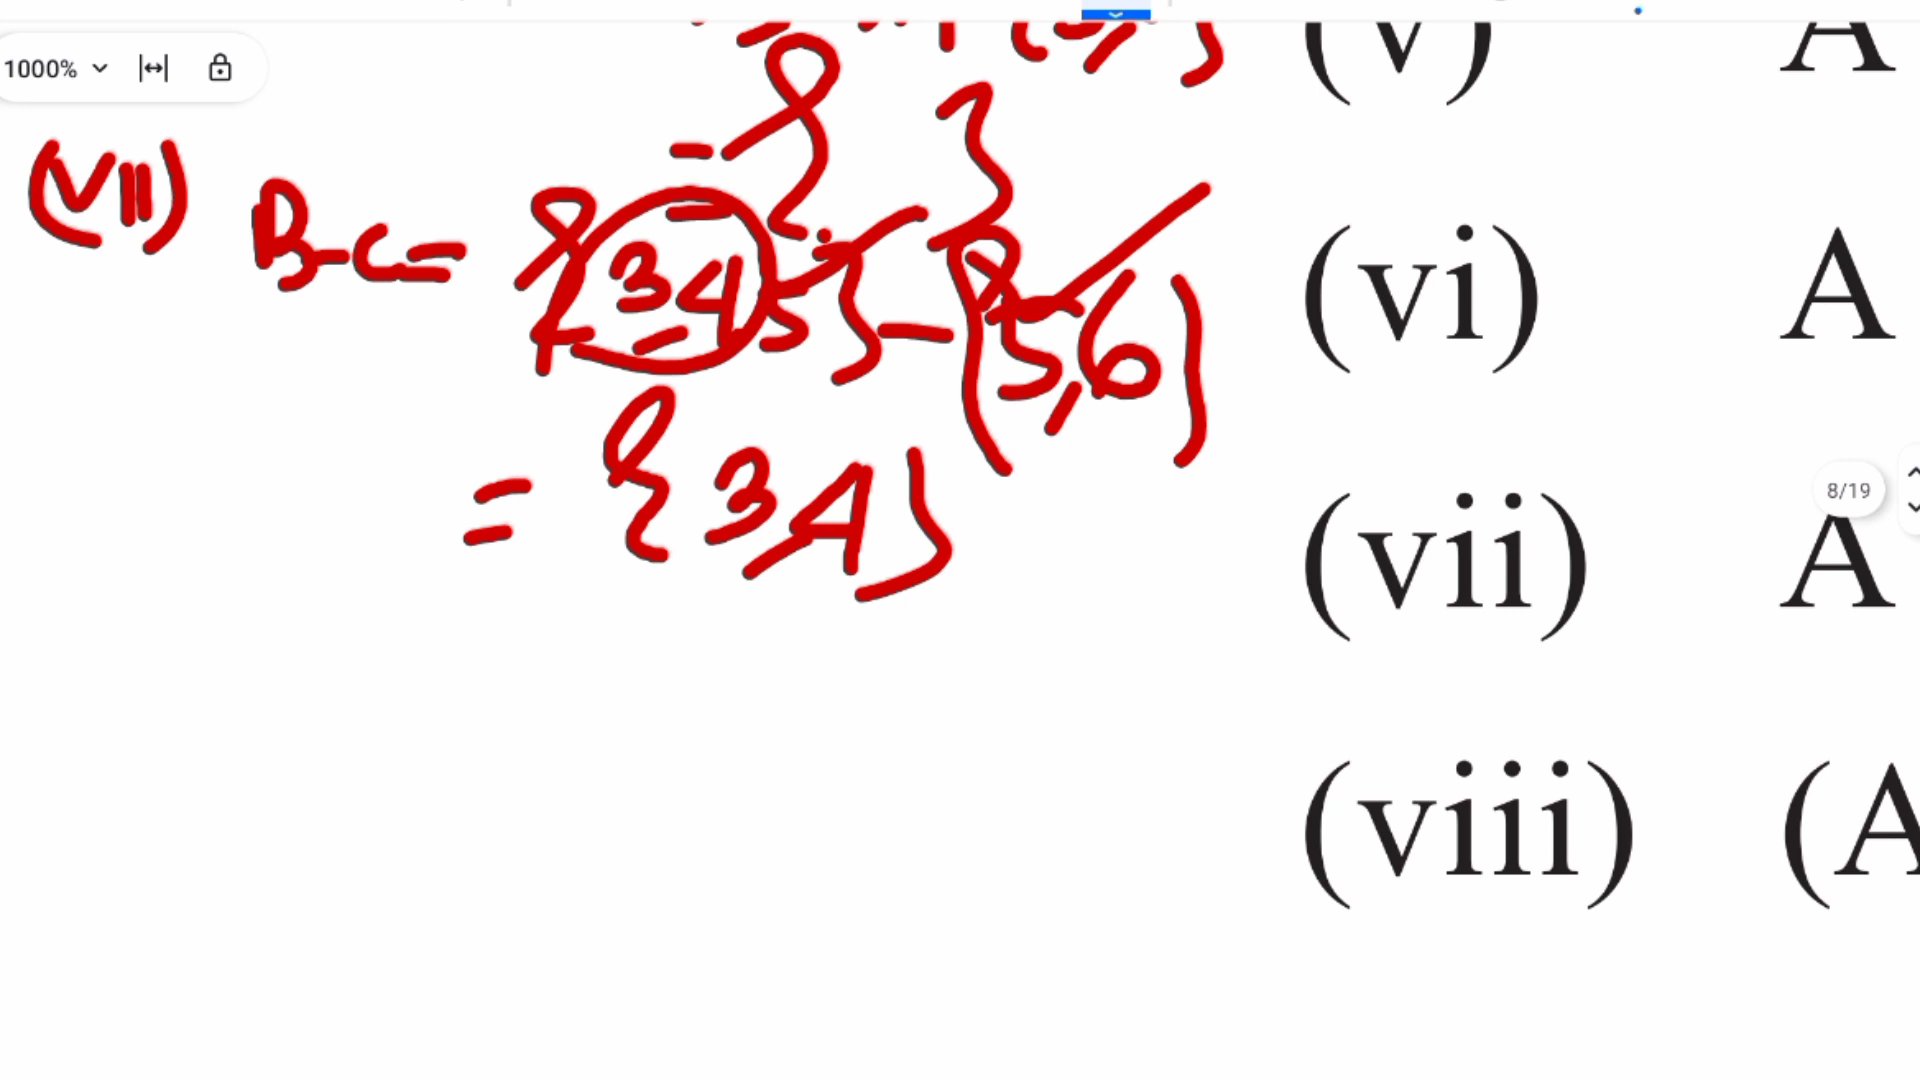 (v) A
1000%
(VII) B-C= {3 4 5} - {5,6}
(vi) A
= {3 4}
8/19
(vii) A
(viii) (A